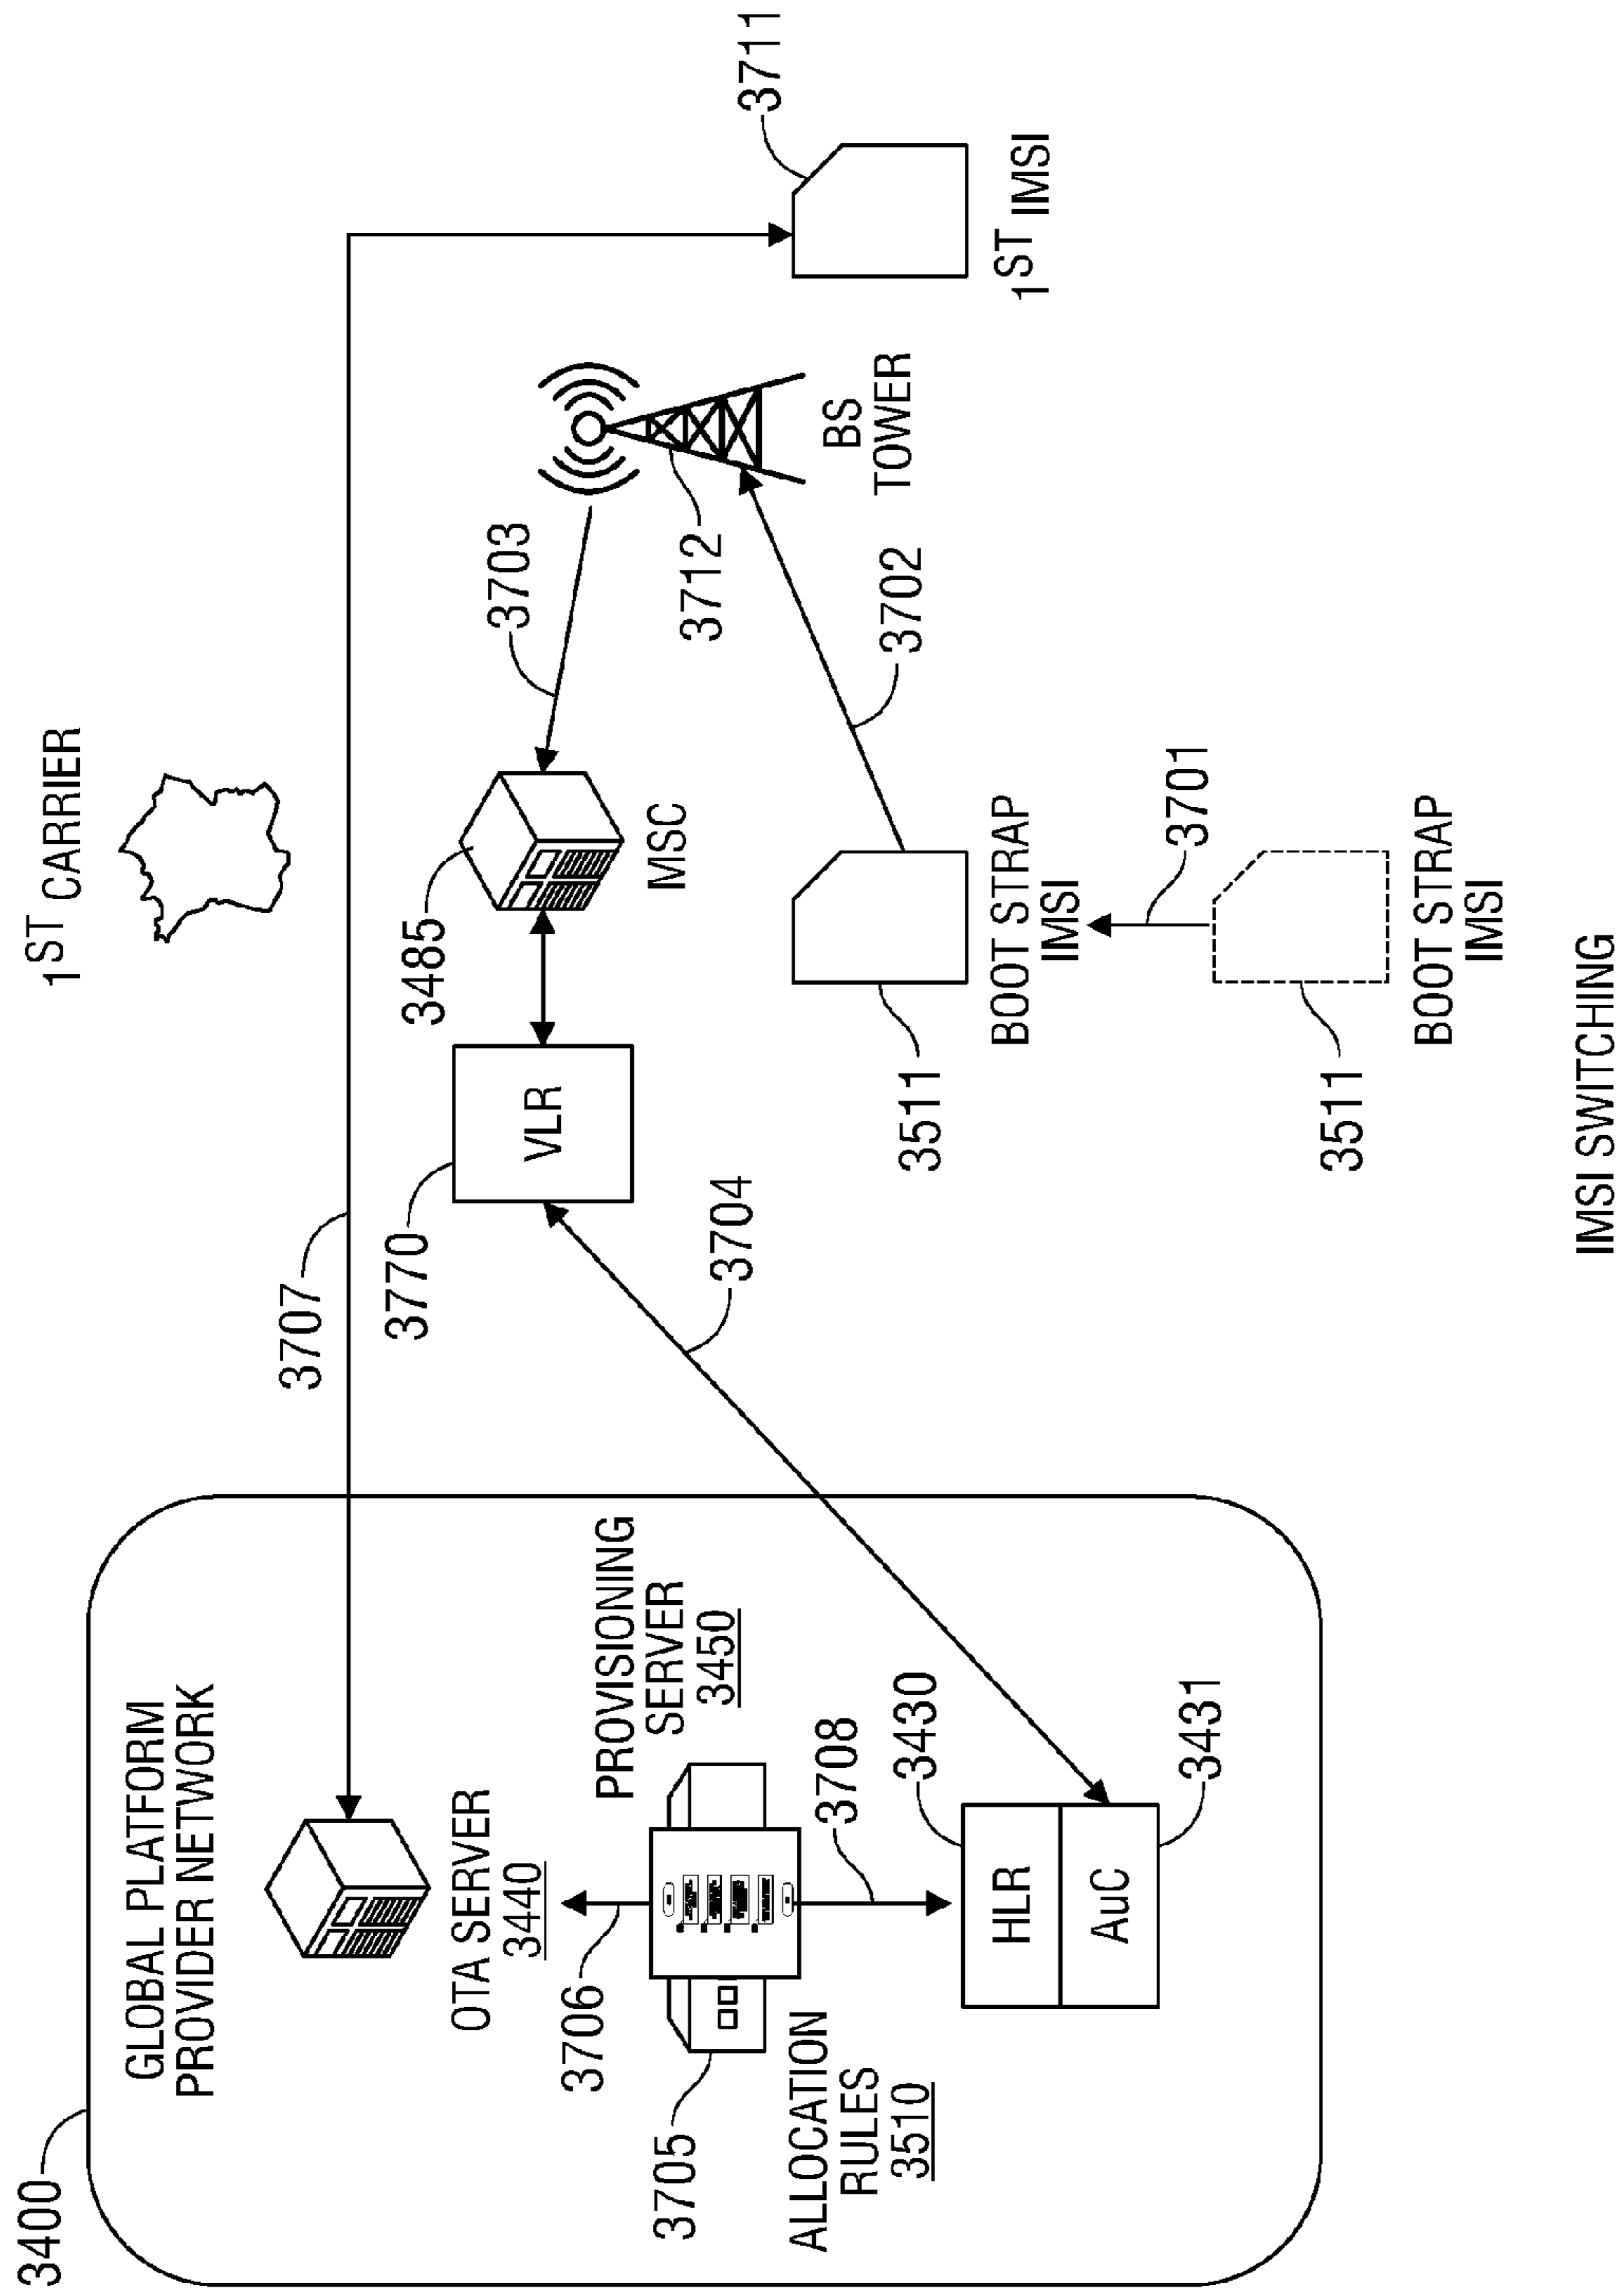 3400
GLOBAL PLATFORM
PROVIDER NETWORK
OTA SERVER
3440
3706
PROVISIONING
SERVER
3450
3705
ALLOCATION
RULES
3510
3708
HLR
3430
AuC
3431
1ST CARRIER
3707
3770
VLR
3704
3485
MSC
3703
3712
BS
TOWER
3702
3511
BOOT STRAP
IMSI
3701
3511
BOOT STRAP
IMSI
3711
1ST IMSI
IMSI SWITCHING